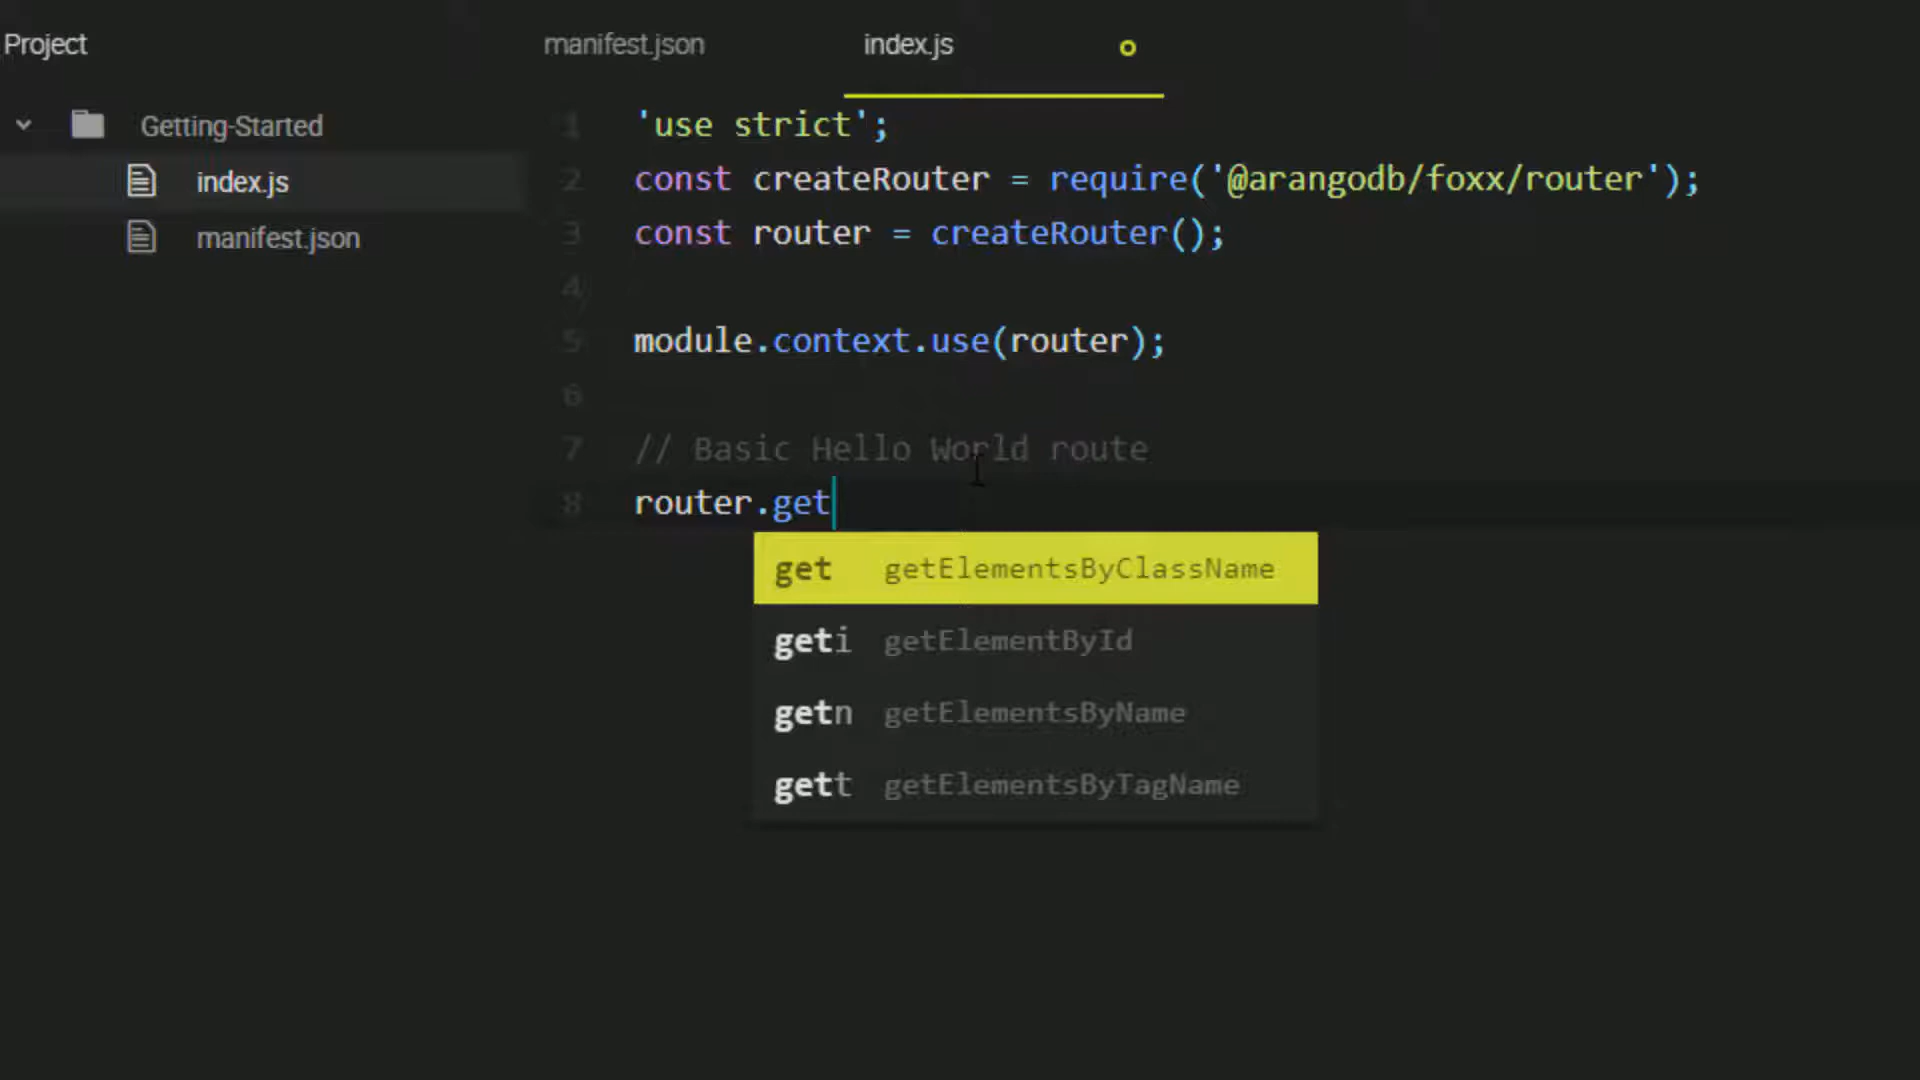 Project
manifest.json
index.js
Getting-Started
index.js
manifest.json
1 'use strict';
2 const createRouter = require('@arangodb/foxx/router');
3 const router = createRouter();
4
5 module.context.use(router);
6
7 // Basic Hello World route
8 router.get
get getElementsByClassName
geti getElementById
getn getElementsByName
gett getElementsByTagName